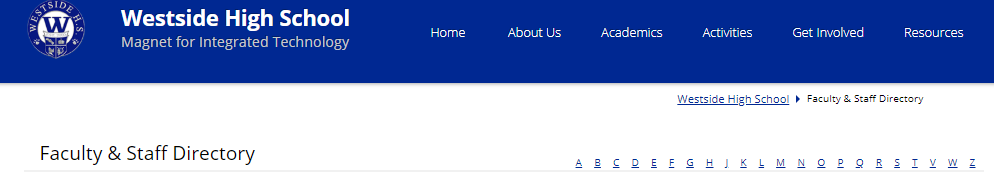 WESTSIDE H.S
W
Westside High School
Magnet for Integrated Technology
Home About Us Academics Activities Get Involved Resources
Westside High School Faculty & Staff Directory
Faculty & Staff Directory
A B C D E F G H J K L M N O P Q R S T V W Z